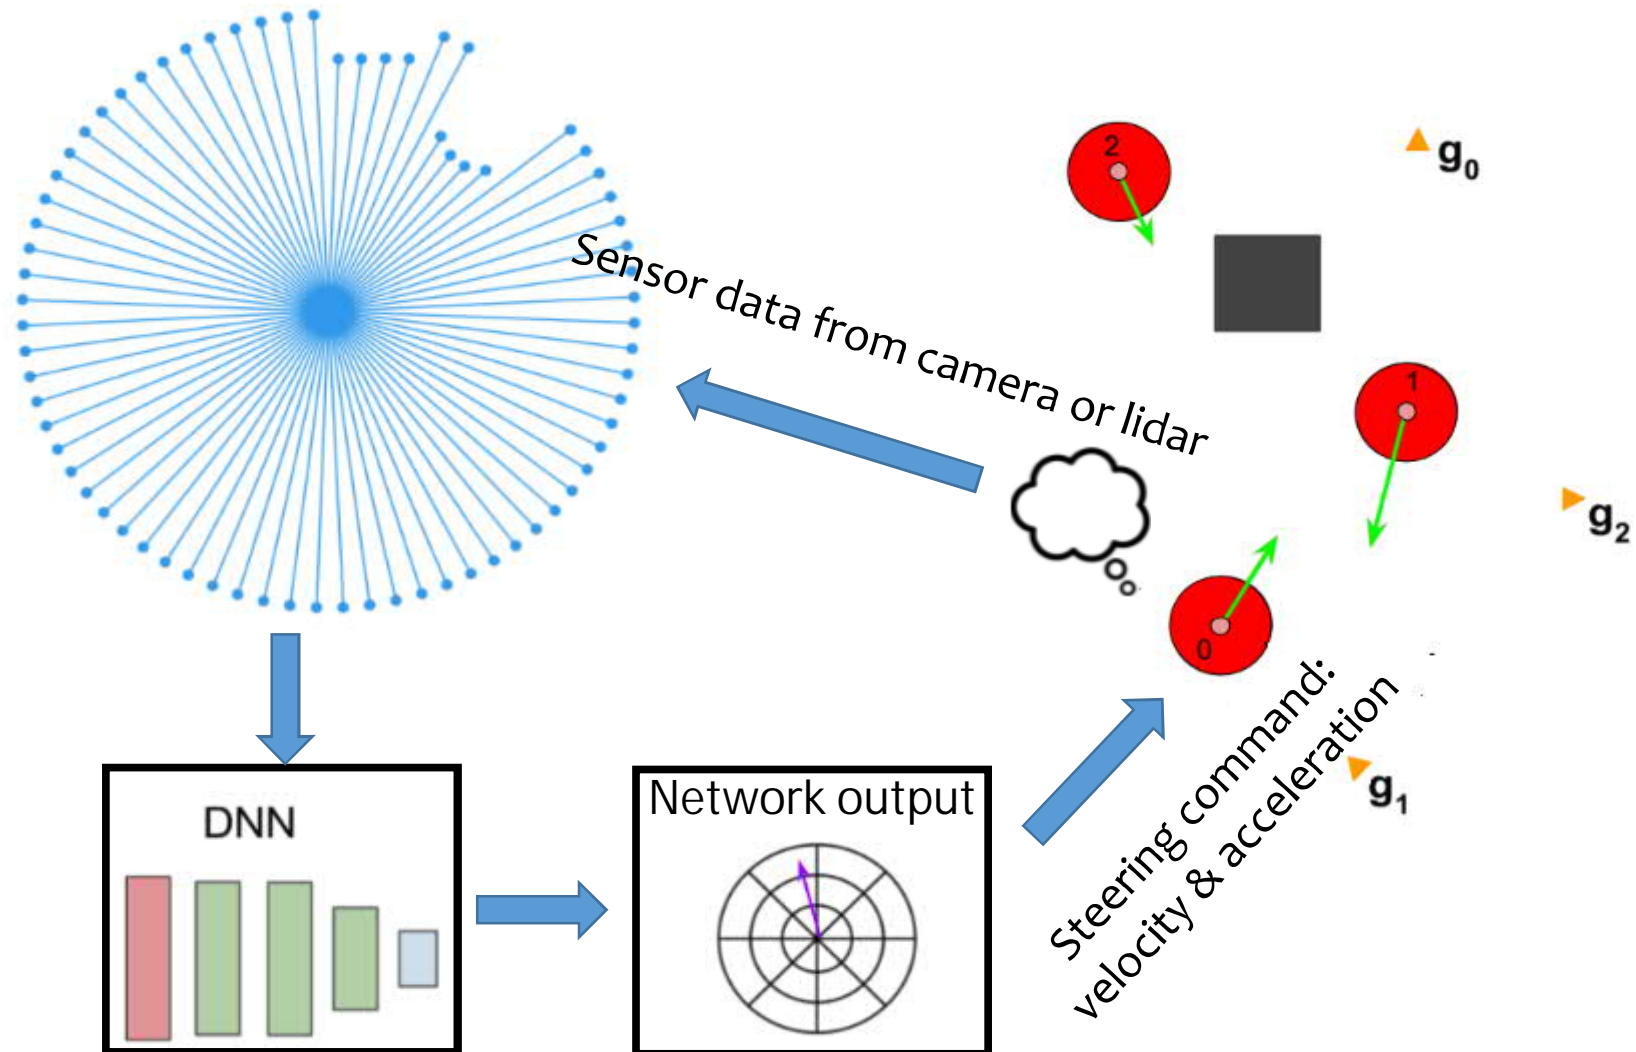 Sensor data from camera or lidar
2
g0
1
g2
0
g1
Steering command:
velocity & acceleration
DNN
Network output